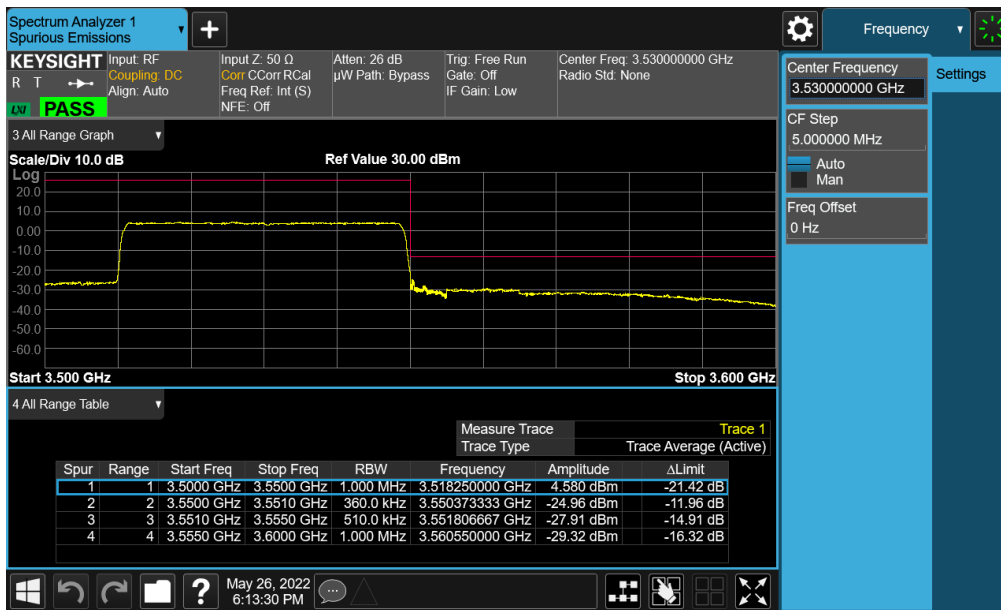 Spectrum Analyzer 1
Spurious Emissions
Frequency
KEYSIGHT
R T
LXI PASS
Input: RF
Coupling: DC
Align: Auto
Input Z: 50 Ω
Corr CCorr RCal
Freq Ref: Int (S)
NFE: Off
Atten: 26 dB
µW Path: Bypass
Trig: Free Run
Gate: Off
IF Gain: Low
Center Freq: 3.530000000 GHz
Radio Std: None
Center Frequency
3.530000000 GHz
Settings
CF Step
5.000000 MHz
Auto
Man
Freq Offset
0 Hz
3 All Range Graph
Scale/Div 10.0 dB
Ref Value 30.00 dBm
Log
20.0
10.0
0.00
-10.0
-20.0
-30.0
-40.0
-50.0
-60.0
Start 3.500 GHz
Stop 3.600 GHz
4 All Range Table
Measure Trace Trace 1
Trace Type Trace Average (Active)
Spur Range Start Freq Stop Freq RBW Frequency Amplitude ΔLimit
1 1 3.5000 GHz 3.5500 GHz 1.000 MHz 3.518250000 GHz 4.580 dBm -21.42 dB
2 2 3.5500 GHz 3.5510 GHz 360.0 kHz 3.550373333 GHz -24.96 dBm -11.96 dB
3 3 3.5510 GHz 3.5550 GHz 510.0 kHz 3.551806667 GHz -27.91 dBm -14.91 dB
4 4 3.5550 GHz 3.6000 GHz 1.000 MHz 3.560550000 GHz -29.32 dBm -16.32 dB
May 26, 2022
6:13:30 PM